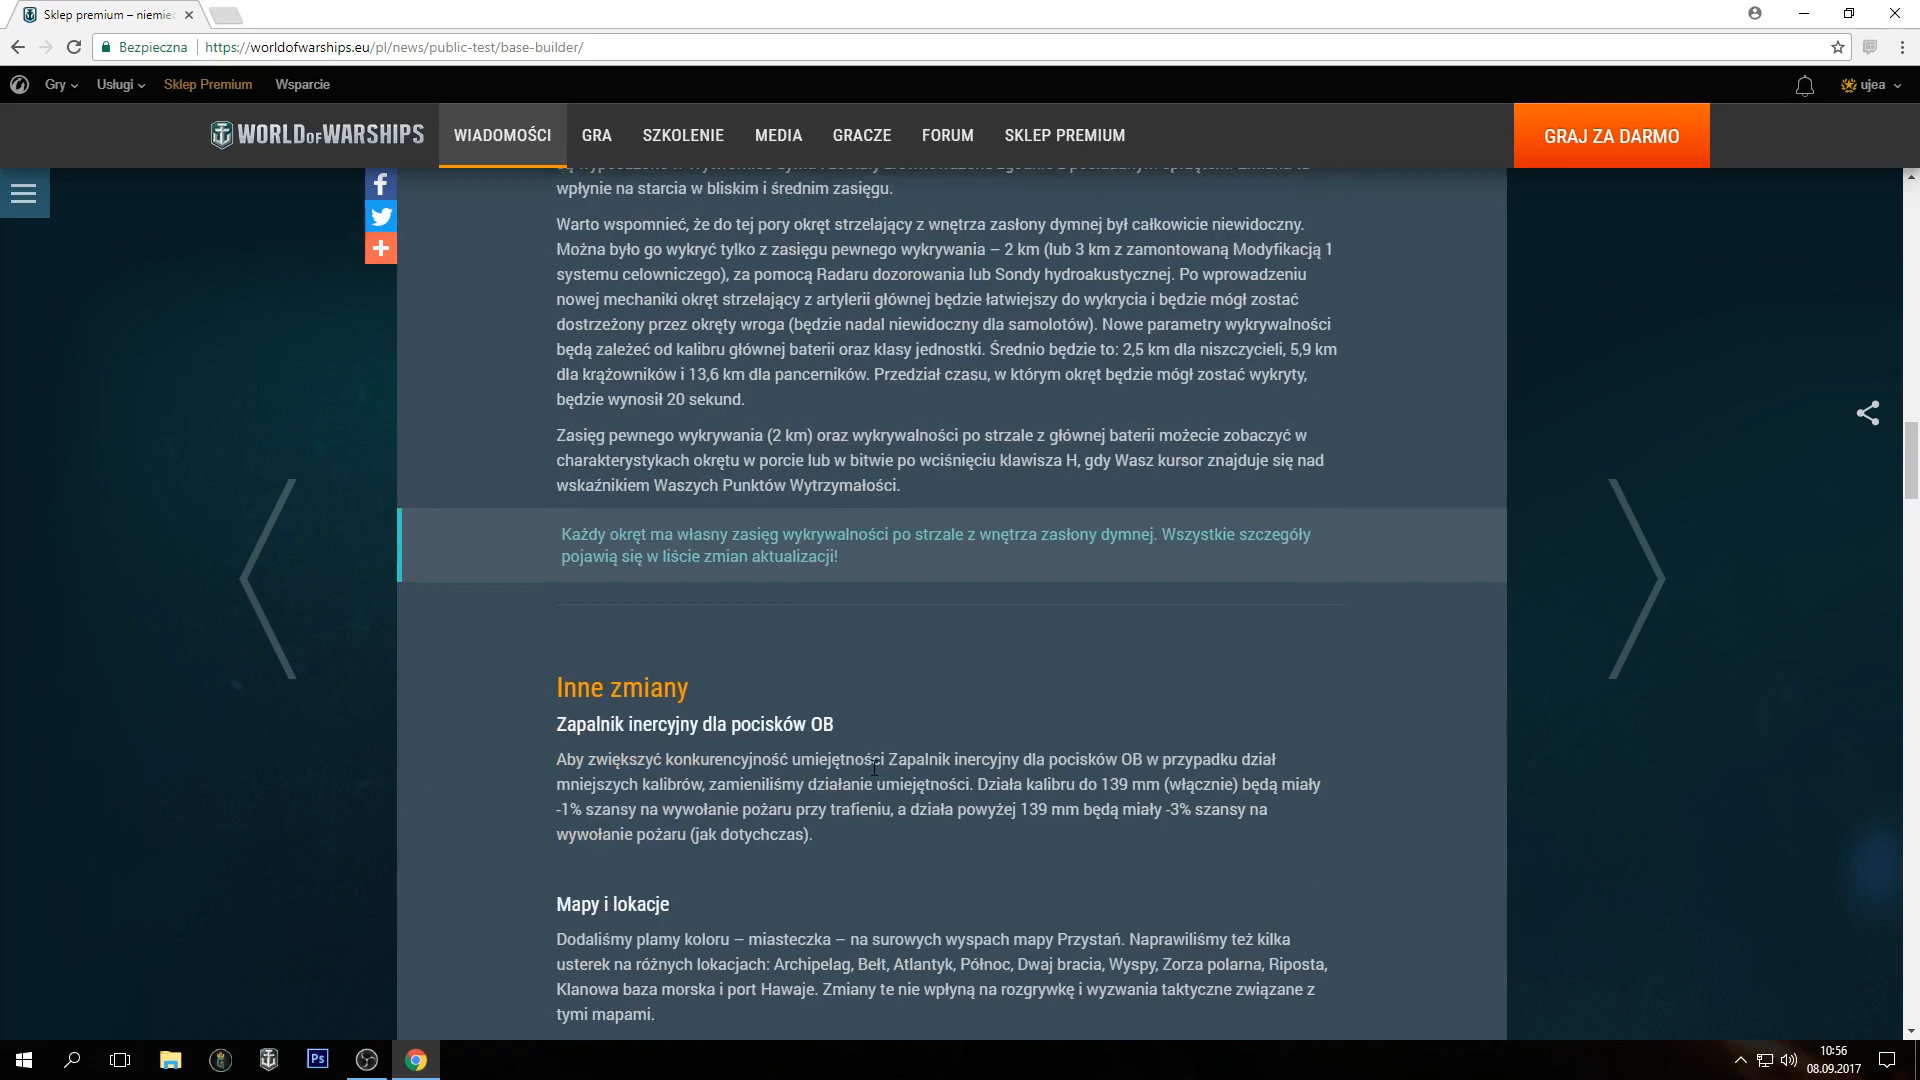 Sklep premium – niemiec
Bezpieczna
https://worldofwarships.eu/pl/news/public-test/base-builder/
Gry
Usługi
Sklep Premium
Wsparcie
ujea
WORLD OF WARSHIPS
WIADOMOŚCI
GRA
SZKOLENIE
MEDIA
GRACZE
FORUM
SKLEP PREMIUM
GRAJ ZA DARMO
wpłynie na starcia w bliskim i średnim zasięgu.
Warto wspomnieć, że do tej pory okręt strzelający z wnętrza zasłony dymnej był całkowicie niewidoczny.
Można było go wykryć tylko z zasięgu pewnego wykrywania – 2 km (lub 3 km z zamontowaną Modyfikacją 1
systemu celowniczego), za pomocą Radaru dozorowania lub Sondy hydroakustycznej. Po wprowadzeniu
nowej mechaniki okręt strzelający z artylerii głównej będzie łatwiejszy do wykrycia i będzie mógł zostać
dostrzeżony przez okręty wroga (będzie nadal niewidoczny dla samolotów). Nowe parametry wykrywalności
będą zależeć od kalibru głównej baterii oraz klasy jednostki. Średnio będzie to: 2,5 km dla niszczycieli, 5,9 km
dla krążowników i 13,6 km dla pancerników. Przedział czasu, w którym okręt będzie mógł zostać wykryty,
będzie wynosił 20 sekund.
Zasięg pewnego wykrywania (2 km) oraz wykrywalności po strzale z głównej baterii możecie zobaczyć w
charakterystykach okrętu w porcie lub w bitwie po wciśnięciu klawisza H, gdy Wasz kursor znajduje się nad
wskaźnikiem Waszych Punktów Wytrzymałości.
Każdy okręt ma własny zasięg wykrywalności po strzale z wnętrza zasłony dymnej. Wszystkie szczegóły
pojawią się w liście zmian aktualizacji!
Inne zmiany
Zapalnik inercyjny dla pocisków OB
Aby zwiększyć konkurencyjność umiejętności Zapalnik inercyjny dla pocisków OB w przypadku dział
mniejszych kalibrów, zamieniliśmy działanie umiejętności. Działa kalibru do 139 mm (włącznie) będą miały
-1% szansy na wywołanie pożaru przy trafieniu, a działa powyżej 139 mm będą miały -3% szansy na
wywołanie pożaru (jak dotychczas).
Mapy i lokacje
Dodaliśmy plamy koloru – miasteczka – na surowych wyspach mapy Przystań. Naprawiliśmy też kilka
usterek na różnych lokacjach: Archipelag, Bełt, Atlantyk, Północ, Dwaj bracia, Wyspy, Zorza polarna, Riposta,
Klanowa baza morska i port Hawaje. Zmiany te nie wpłyną na rozgrywkę i wyzwania taktyczne związane z
tymi mapami.
Ps
10:56
08.09.2017